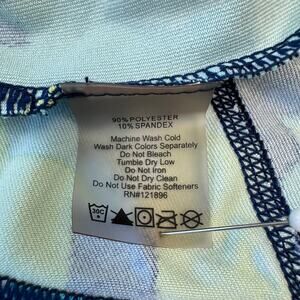 90% POLYESTER
10% SPANDEX
Machine Wash Cold
Wash Dark Colors Separately
Do Not Bleach
Tumble Dry Low
Do Not Iron
Do Not Dry Clean
Do Not Use Fabric Softeners
RN#121896
30C